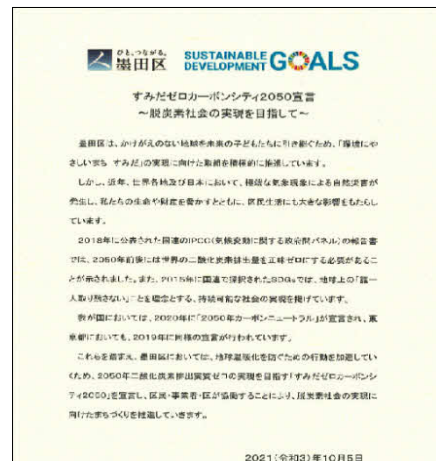 ひと、つながる。
墨田区
SUSTAINABLE
DEVELOPMENT
GOALS
すみだゼロカーボンシティ2050宣言
～脱炭素社会の実現を目指して～
墨田区は、かけがえのない地域を未来の子どもたちに引き継ぐため、「環境にや
さしいまち すみだ」の実現に向けた取組を積極的に推進しています。
しかし、近年、世界各地及び日本において、極端な気象現象による自然災害が
発生し、私たちの生命や財産を脅かすとともに、区民生活にも大きな影響をもたらし
ています。
2018年に公表された国連のIPCC(気候変動に関する政府間パネル)の報告書
では、2050年前後には世界の二酸化炭素排出量を正味ゼロにする必要があるこ
とが示されました。また、2015年に国連で採択されたSDGsでは、地球上の「誰一
人取り残さない」ことを理念とする、持続可能な社会の実現を掲げています。
我が国においては、2020年に「2050年カーボンニュートラル」が宣言され、東
京都においても、2019年に同様の宣言が行われています。
これらを踏まえ、墨田区においては、地球温暖化を防ぐための行動を加速してい
くため、2050年二酸化炭素排出実質ゼロの実現を目指す「すみだゼロカーボンシ
ティ2050」を宣言し、区民・事業者・区が協働することにより、脱炭素社会の実現に
向けたまちづくりを推進していきます。
2021(令和3)年10月5日